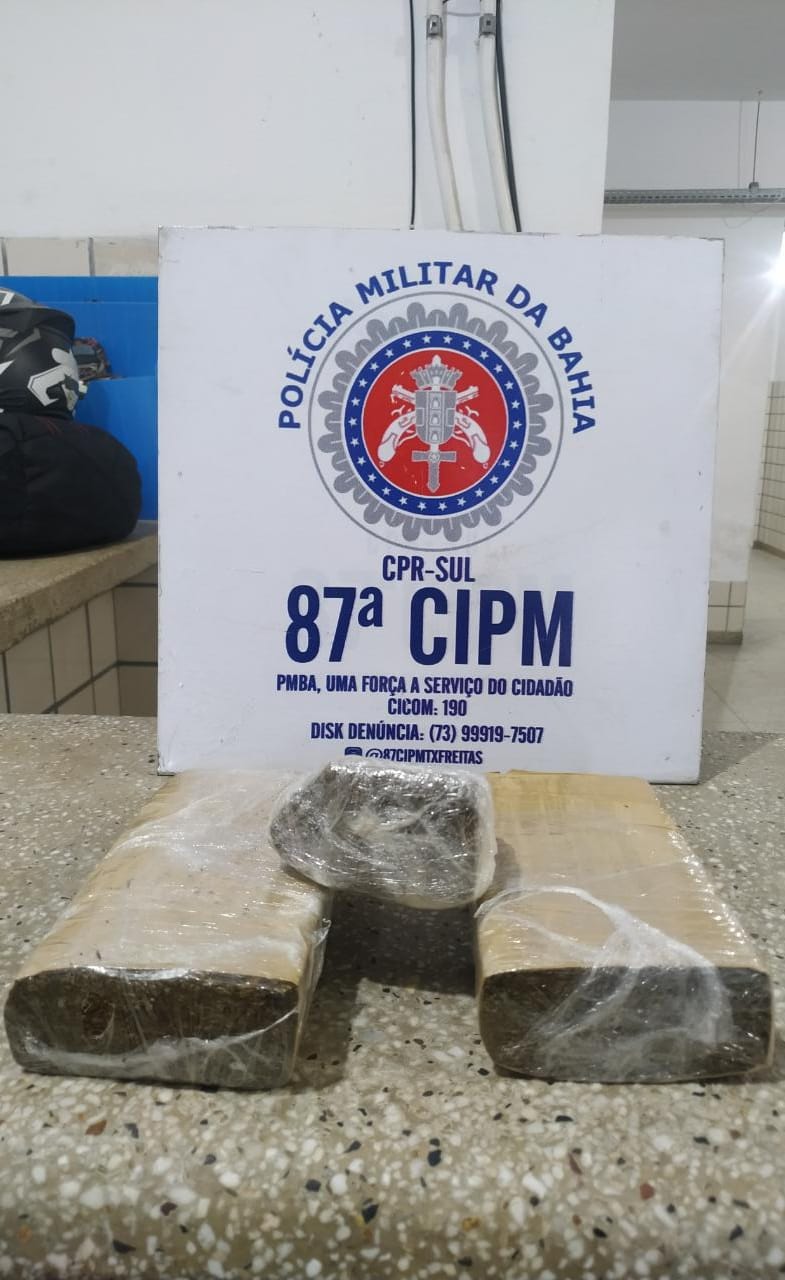 POLÍCIA MILITAR DA BAHIA
CPR-SUL
87ª CIPM
PMBA, UMA FORÇA A SERVIÇO DO CIDADÃO
CICOM: 190
DISK DENÚNCIA: (73) 99919-7507
@87CIPMTXFREITAS